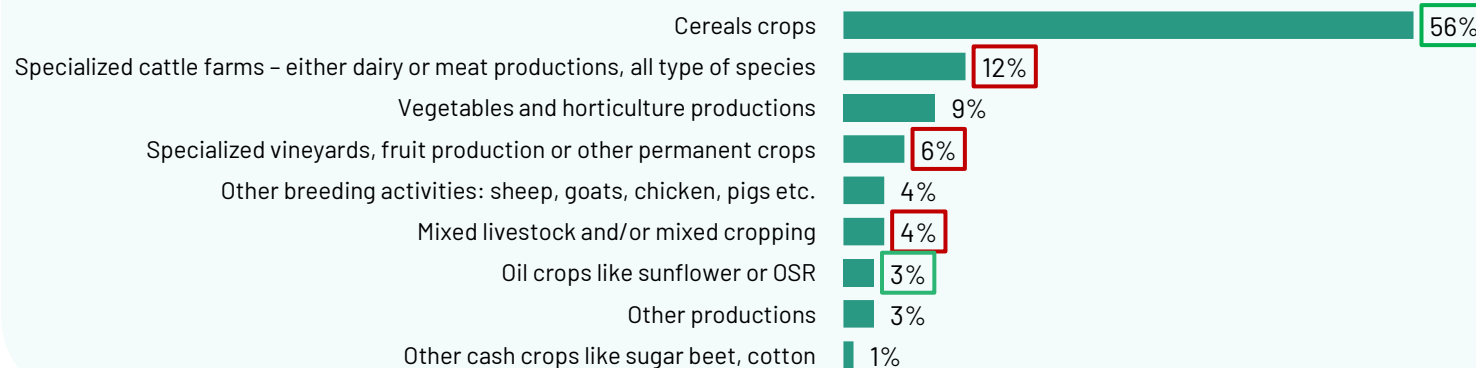 Cereals crops 56%
Specialized cattle farms – either dairy or meat productions, all type of species 12%
Vegetables and horticulture productions 9%
Specialized vineyards, fruit production or other permanent crops 6%
Other breeding activities: sheep, goats, chicken, pigs etc. 4%
Mixed livestock and/or mixed cropping 4%
Oil crops like sunflower or OSR 3%
Other productions 3%
Other cash crops like sugar beet, cotton 1%